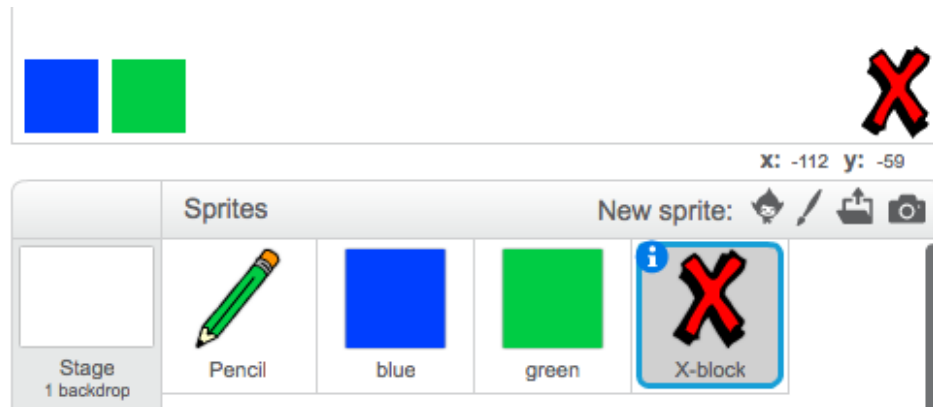 x: -112 y: -59
Sprites New sprite:
Stage
1 backdrop
Pencil blue green X-block